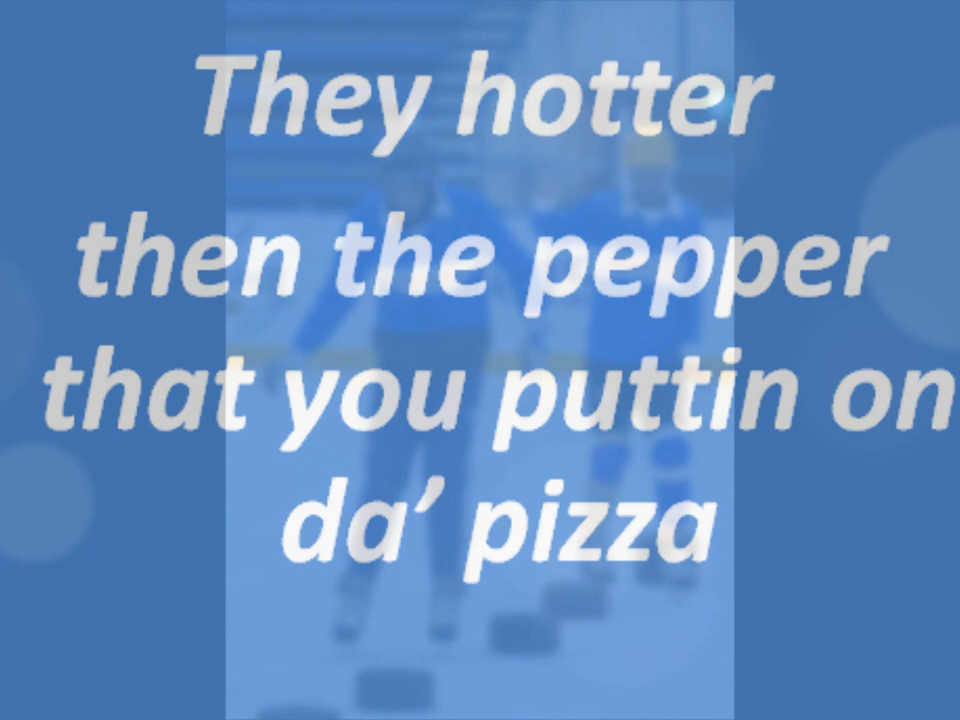 They hotter
then the pepper
that you puttin on
da’ pizza